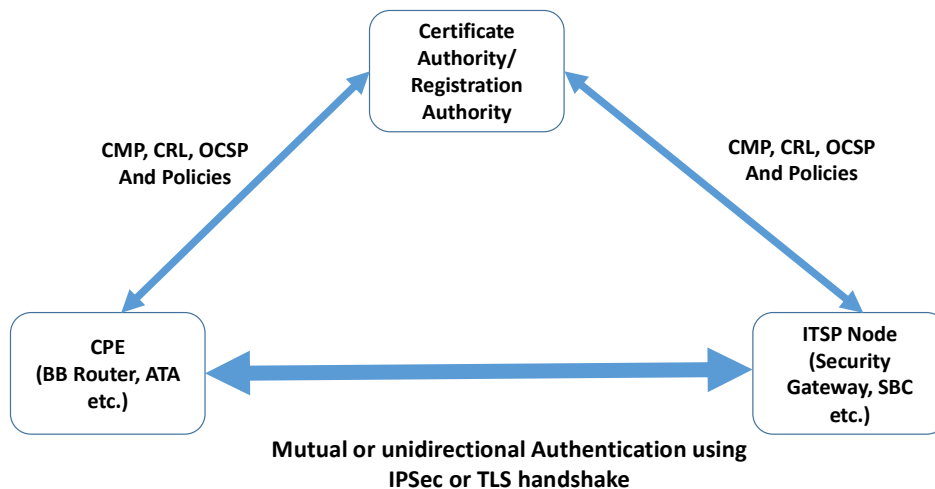 Certificate
Authority/
Registration
Authority
CMP, CRL, OCSP
And Policies
CMP, CRL, OCSP
And Policies
CPE
(BB Router, ATA
etc.)
ITSP Node
(Security
Gateway, SBC
etc.)
Mutual or unidirectional Authentication using
IPSec or TLS handshake